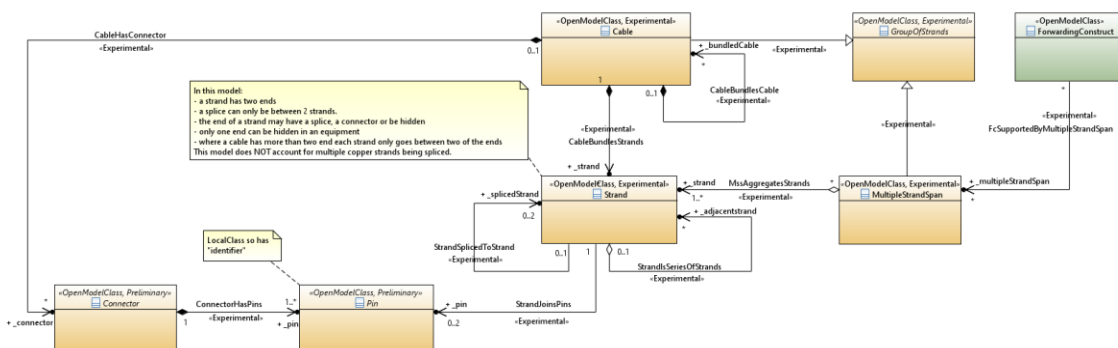 CableHasConnector
«Experimental»
«OpenModelClass, Experimental»
Cable
0..1
+ _bundledCable
*
«Experimental»
«OpenModelClass, Experimental»
GroupOfStrands
«OpenModelClass»
ForwardingConstruct
In this model:
- a strand has two ends
- a splice can only be between 2 strands.
- the end of a strand may have a splice, a connector or be hidden
- only one end can be hidden in an equipment
- where a cable has more than two end each strand only goes between two of the ends
This model does NOT account for multiple copper strands being spliced.
1
0..1
CableBundlesCable
«Experimental»
«Experimental»
CableBundlesStrands
*
«Experimental»
«Experimental»
FcSupportedByMultipleStrandSpan
+ _strand
*
+ _splicedStrand
0..2
«OpenModelClass, Experimental»
Strand
+ _strand
1..*
MssAggregatesStrands
«Experimental»
*
«OpenModelClass, Experimental»
MultipleStrandSpan
+ _multipleStrandSpan
*
+ _adjacentstrand
*
LocalClass so has
"identifier"
StrandSplicedToStrand
«Experimental»
0..1
1
0..1
StrandIsSeriesOfStrands
«Experimental»
*
+ _connector
«OpenModelClass, Preliminary»
Connector
ConnectorHasPins
1
«Experimental»
1..*
+ _pin
«OpenModelClass, Preliminary»
Pin
+ _pin
0..2
StrandJoinsPins
«Experimental»